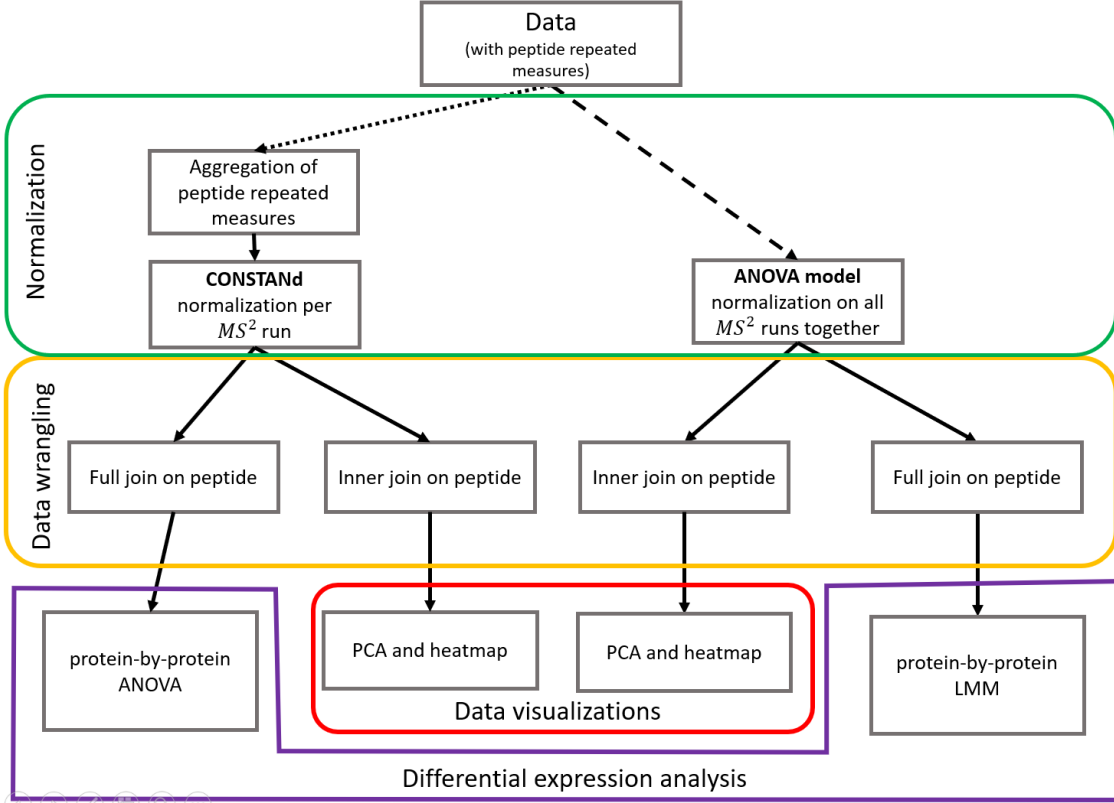 Data
(with peptide repeated
measures)
Normalization
Aggregation of
peptide repeated
measures
CONSTANd
normalization per
MS² run
ANOVA model
normalization on all
MS² runs together
Data wrangling
Full join on peptide
Inner join on peptide
Inner join on peptide
Full join on peptide
protein-by-protein
ANOVA
PCA and heatmap
PCA and heatmap
protein-by-protein
LMM
Data visualizations
Differential expression analysis